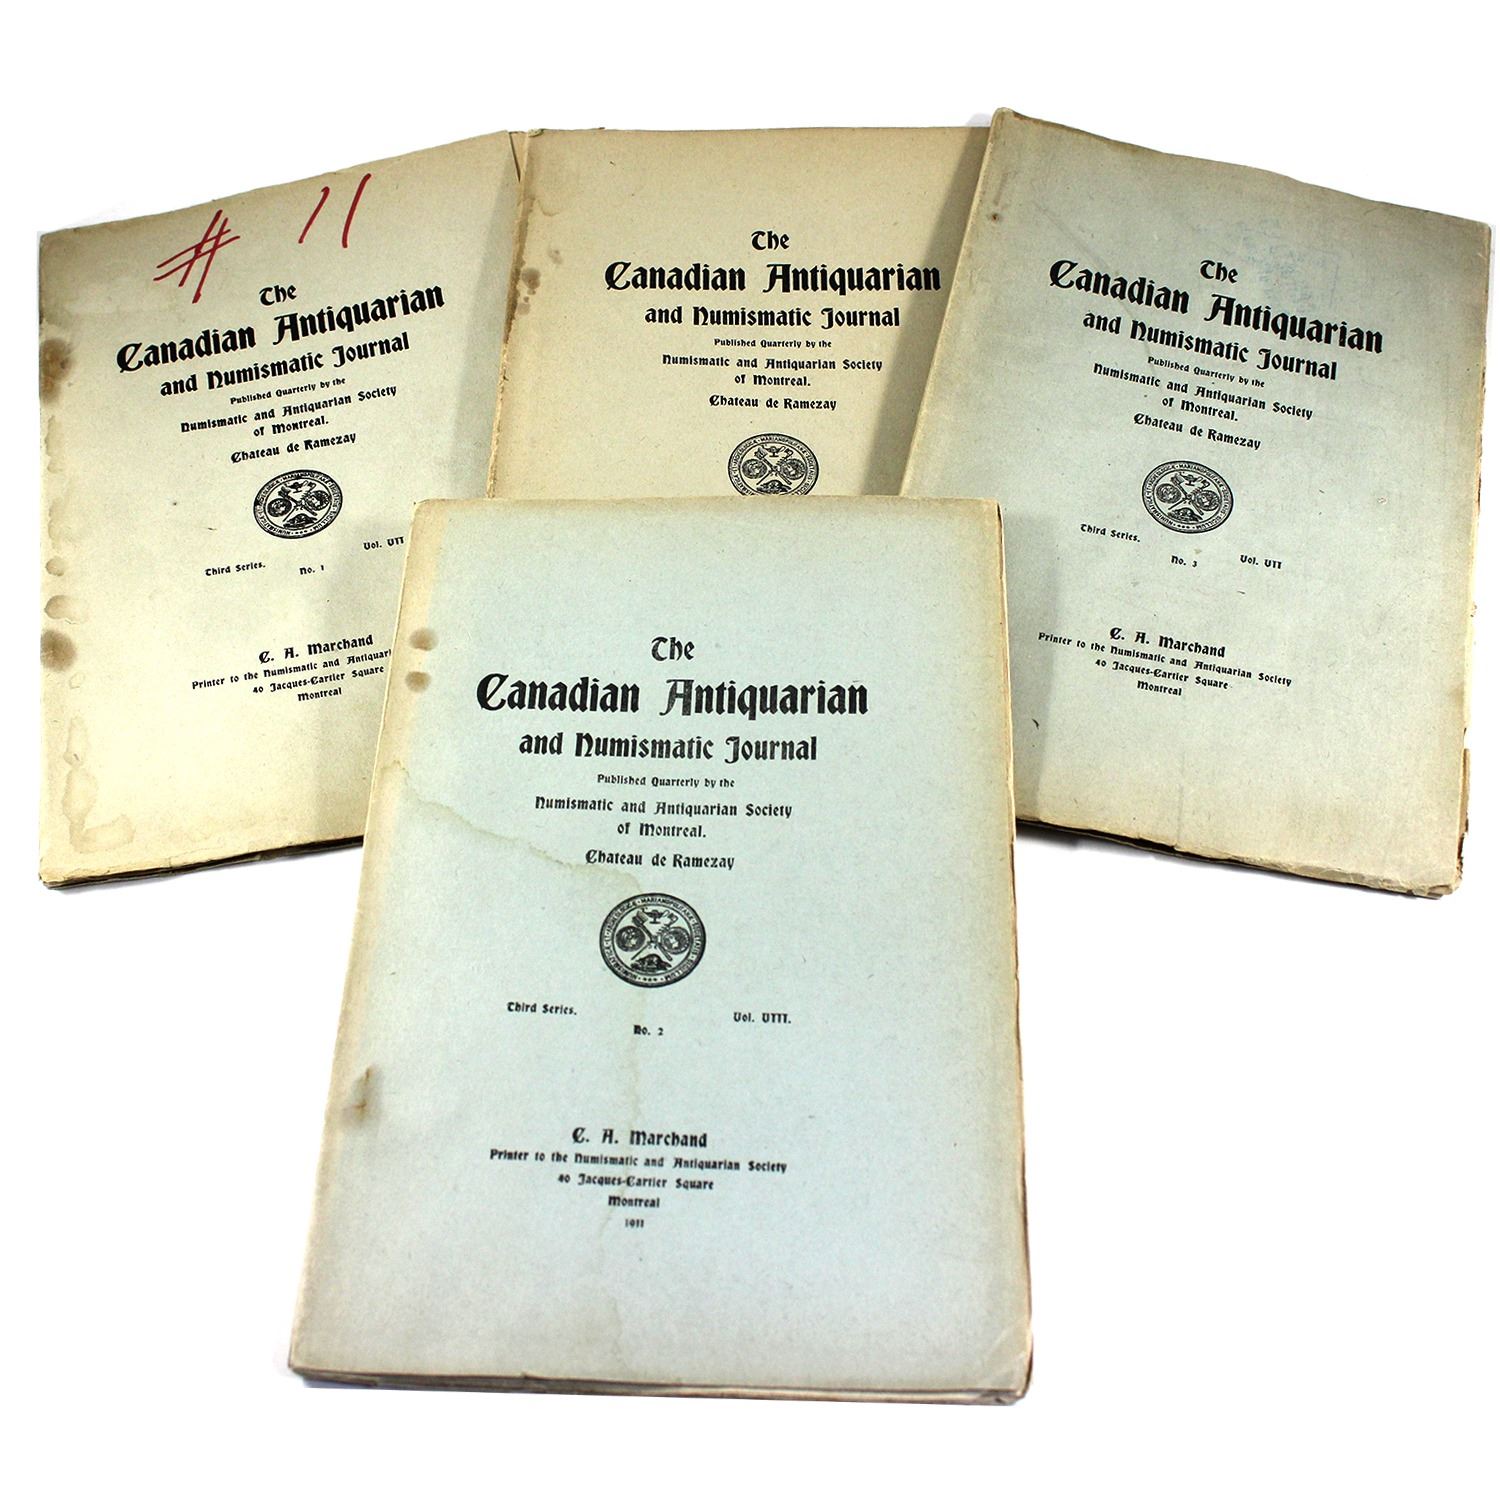 # 11
The
Canadian Antiquarian
and Numismatic Journal
Published Quarterly by the
Numismatic and Antiquarian Society
of Montreal.
Chateau de Ramezay
Third Series.
No. 1
Vol. VII
C. A. Marchand
Printer to the Numismatic and Antiquari
40 Jacques-Cartier Square
Montreal
The
Canadian Antiquarian
and Numismatic Journal
Published Quarterly by the
Numismatic and Antiquarian Society
of Montreal.
Chateau de Ramezay
The
Canadian Antiquarian
and Numismatic Journal
Published Quarterly by the
Numismatic and Antiquarian Society
of Montreal.
Chateau de Ramezay
Third Series.
No. 3
Vol. VII
C. A. Marchand
Printer to the Numismatic and Antiquarian Society
40 Jacques-Cartier Square
Montreal
The
Canadian Antiquarian
and Numismatic Journal
Published Quarterly by the
Numismatic and Antiquarian Society
of Montreal.
Chateau de Ramezay
Third Series.
Vol. VIII.
No. 2
C. A. Marchand
Printer to the Numismatic and Antiquarian Society
40 Jacques-Cartier Square
Montreal
1911